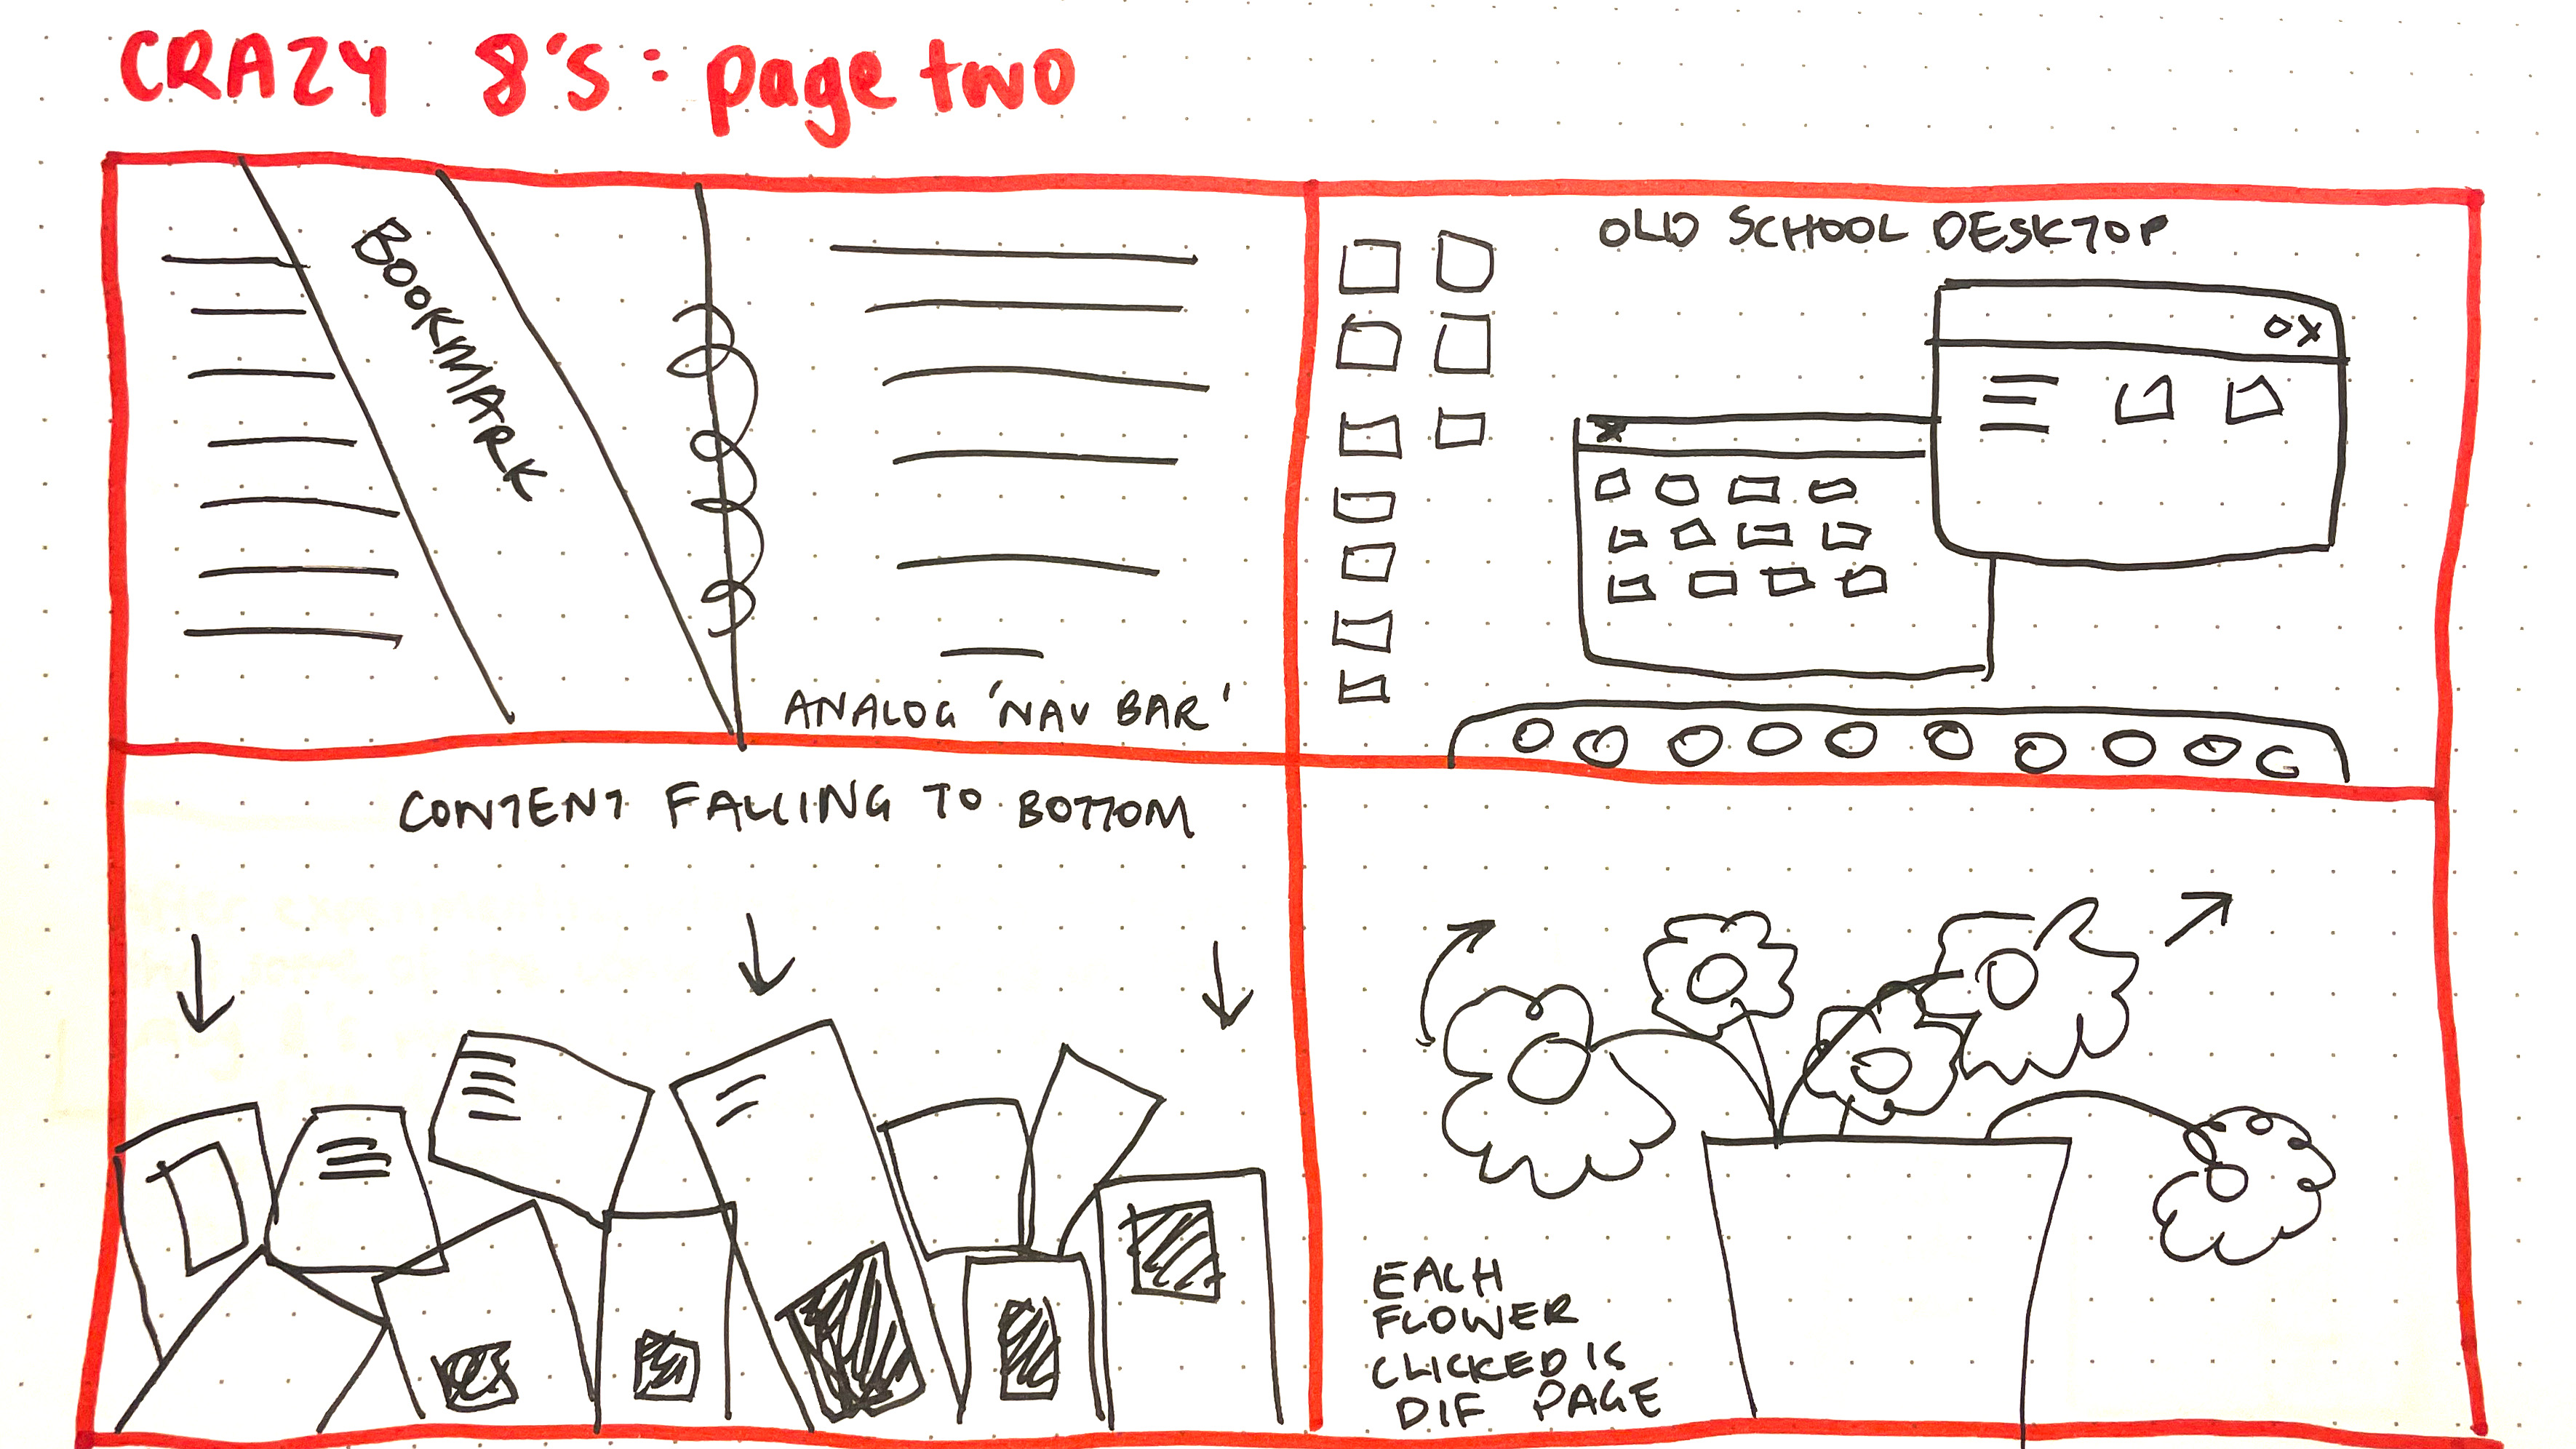 CRAZY 8'S: page two
BOOKMARK
ANALOG 'NAV BAR'
OLD SCHOOL DESKTOP
OX
X
CONTENT FALLING TO BOTTOM
EACH
FLOWER
CLICKED IS
DIF PAGE